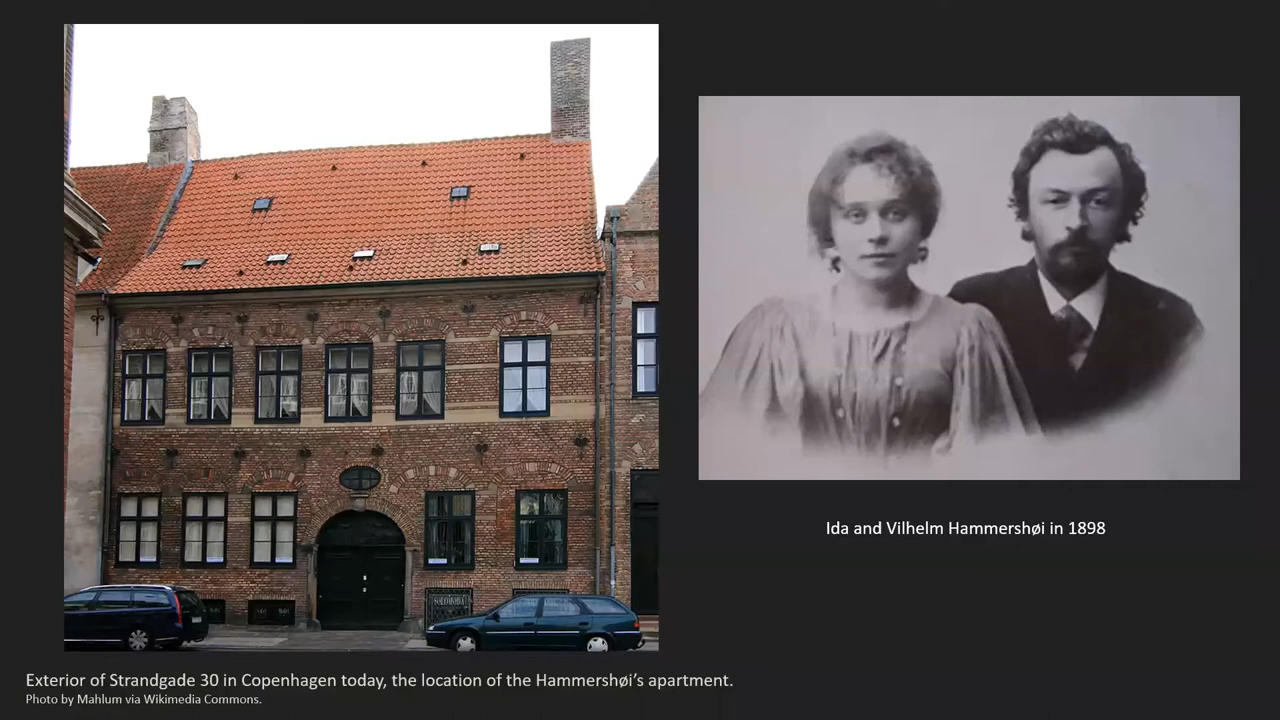 Ida and Vilhelm Hammershøi in 1898
Exterior of Strandgade 30 in Copenhagen today, the location of the Hammershøi’s apartment.
Photo by Mahlum via Wikimedia Commons.